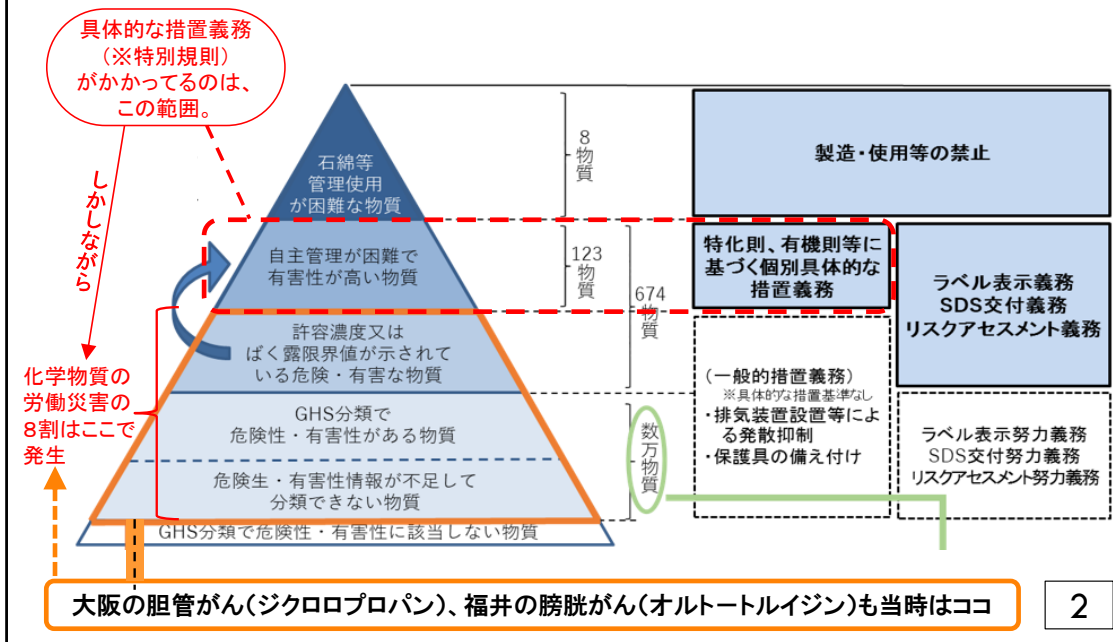 具体的な措置義務
（※特別規則）
がかかってるのは、
この範囲。
しかしながら
化学物質の
労働災害の
8割はここで
発生
石綿等
管理使用
が困難な物質
自主管理が困難で
有害性が高い物質
許容濃度又は
ばく露限界値が示されて
いる危険・有害な物質
GHS分類で
危険性・有害性がある物質
危険生・有害性情報が不足して
分類できない物質
GHS分類で危険性・有害性に該当しない物質
8
物
質
123
物
質
674
物
質
数
万
物
質
製造・使用等の禁止
特化則、有機則等に
基づく個別具体的な
措置義務
ラベル表示義務
SDS交付義務
リスクアセスメント義務
（一般的措置義務）
※具体的な措置基準なし
・排気装置設置等によ
る発散抑制
・保護具の備え付け
ラベル表示努力義務
SDS交付努力義務
リスクアセスメント努力義務
大阪の胆管がん（ジクロロプロパン）、福井の膀胱がん（オルトートルイジン）も当時はココ
2